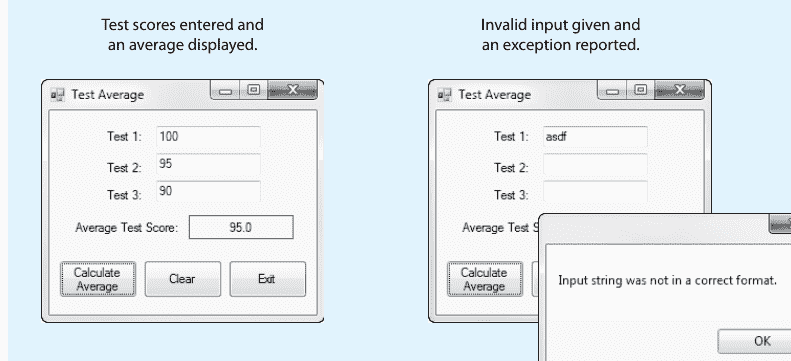 Test scores entered and
an average displayed.
Test Average
Test 1: 100
Test 2: 95
Test 3: 90
Average Test Score: 95.0
Calculate
Average
Clear
Exit
Invalid input given and
an exception reported.
Test Average
Test 1: asdf
Test 2:
Test 3:
Average Test S
Calculate
Average
Input string was not in a correct format.
OK